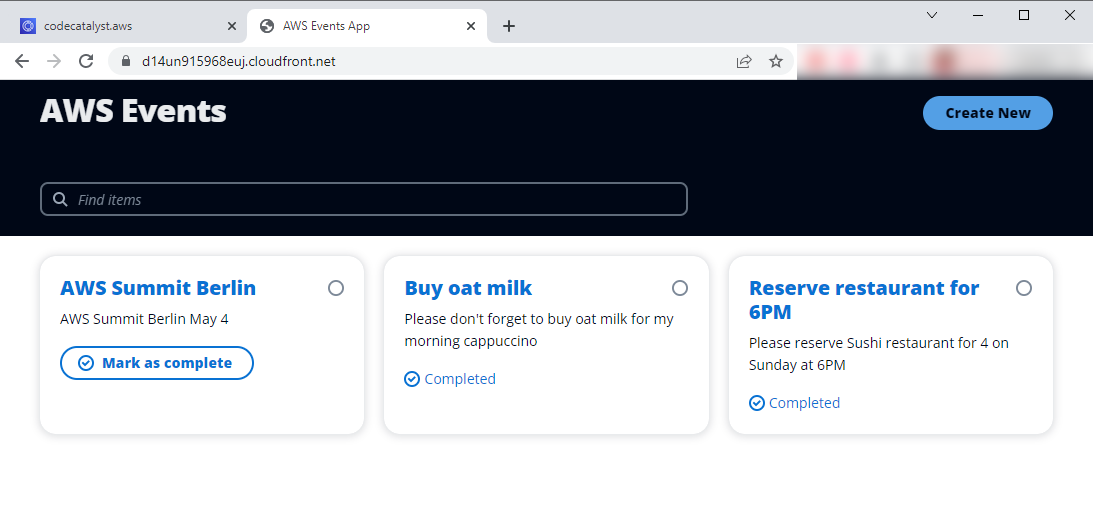 codecatalyst.aws
AWS Events App
d14un915968euj.cloudfront.net
AWS Events
Create New
Find items
AWS Summit Berlin
AWS Summit Berlin May 4
Mark as complete
Buy oat milk
Please don't forget to buy oat milk for my
morning cappuccino
Completed
Reserve restaurant for
6PM
Please reserve Sushi restaurant for 4 on
Sunday at 6PM
Completed